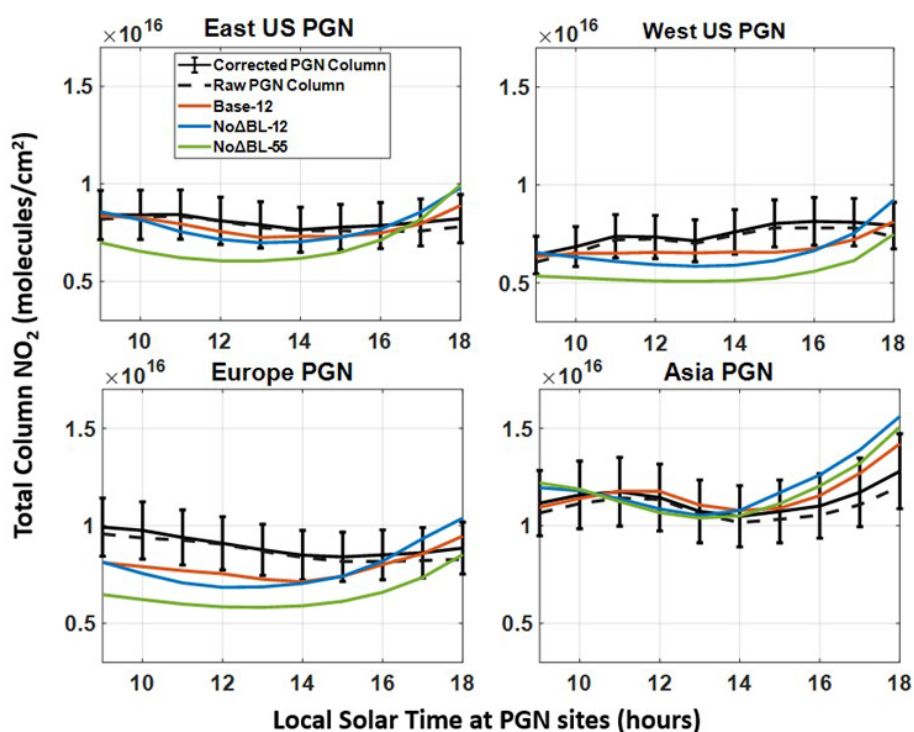 East US PGN
×10^16
1.5
1
0.5
10 12 14 16 18
Corrected PGN Column
Raw PGN Column
Base-12
NoΔBL-12
NoΔBL-55
West US PGN
×10^16
1.5
1
0.5
10 12 14 16 18
Europe PGN
×10^16
1.5
1
0.5
10 12 14 16 18
Asia PGN
×10^16
1.5
1
0.5
10 12 14 16 18
Total Column NO₂ (molecules/cm²)
Local Solar Time at PGN sites (hours)